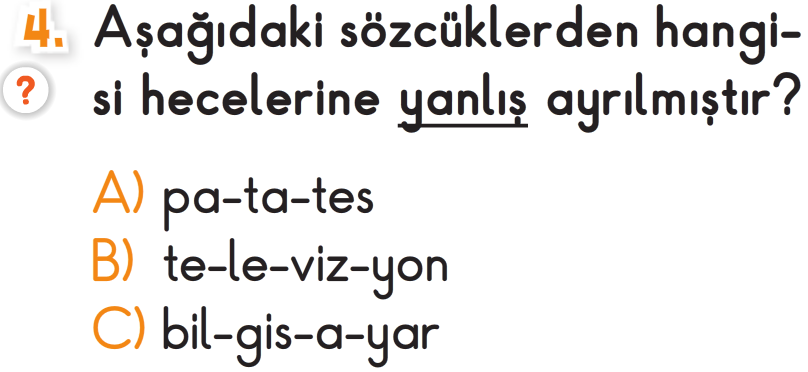 4. Aşağıdaki sözcüklerden hangi-
? si hecelerine yanlış ayrılmıştır?
A) pa-ta-tes
B) te-le-viz-yon
C) bil-gis-a-yar